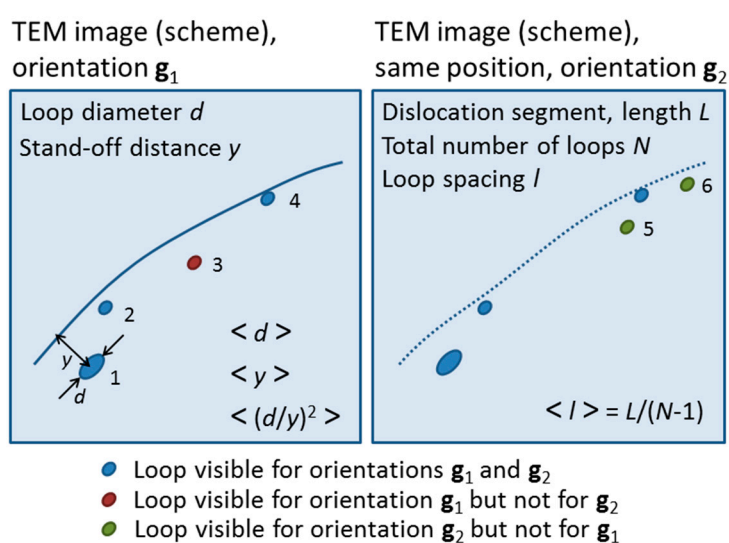 TEM image (scheme),
orientation g1
Loop diameter d
Stand-off distance y
4
3
2
y
1
d
< d >
< y >
< (d/y)2 >
TEM image (scheme),
same position, orientation g2
Dislocation segment, length L
Total number of loops N
Loop spacing l
6
5
< l > = L/(N-1)
Loop visible for orientations g1 and g2
Loop visible for orientation g1 but not for g2
Loop visible for orientation g2 but not for g1